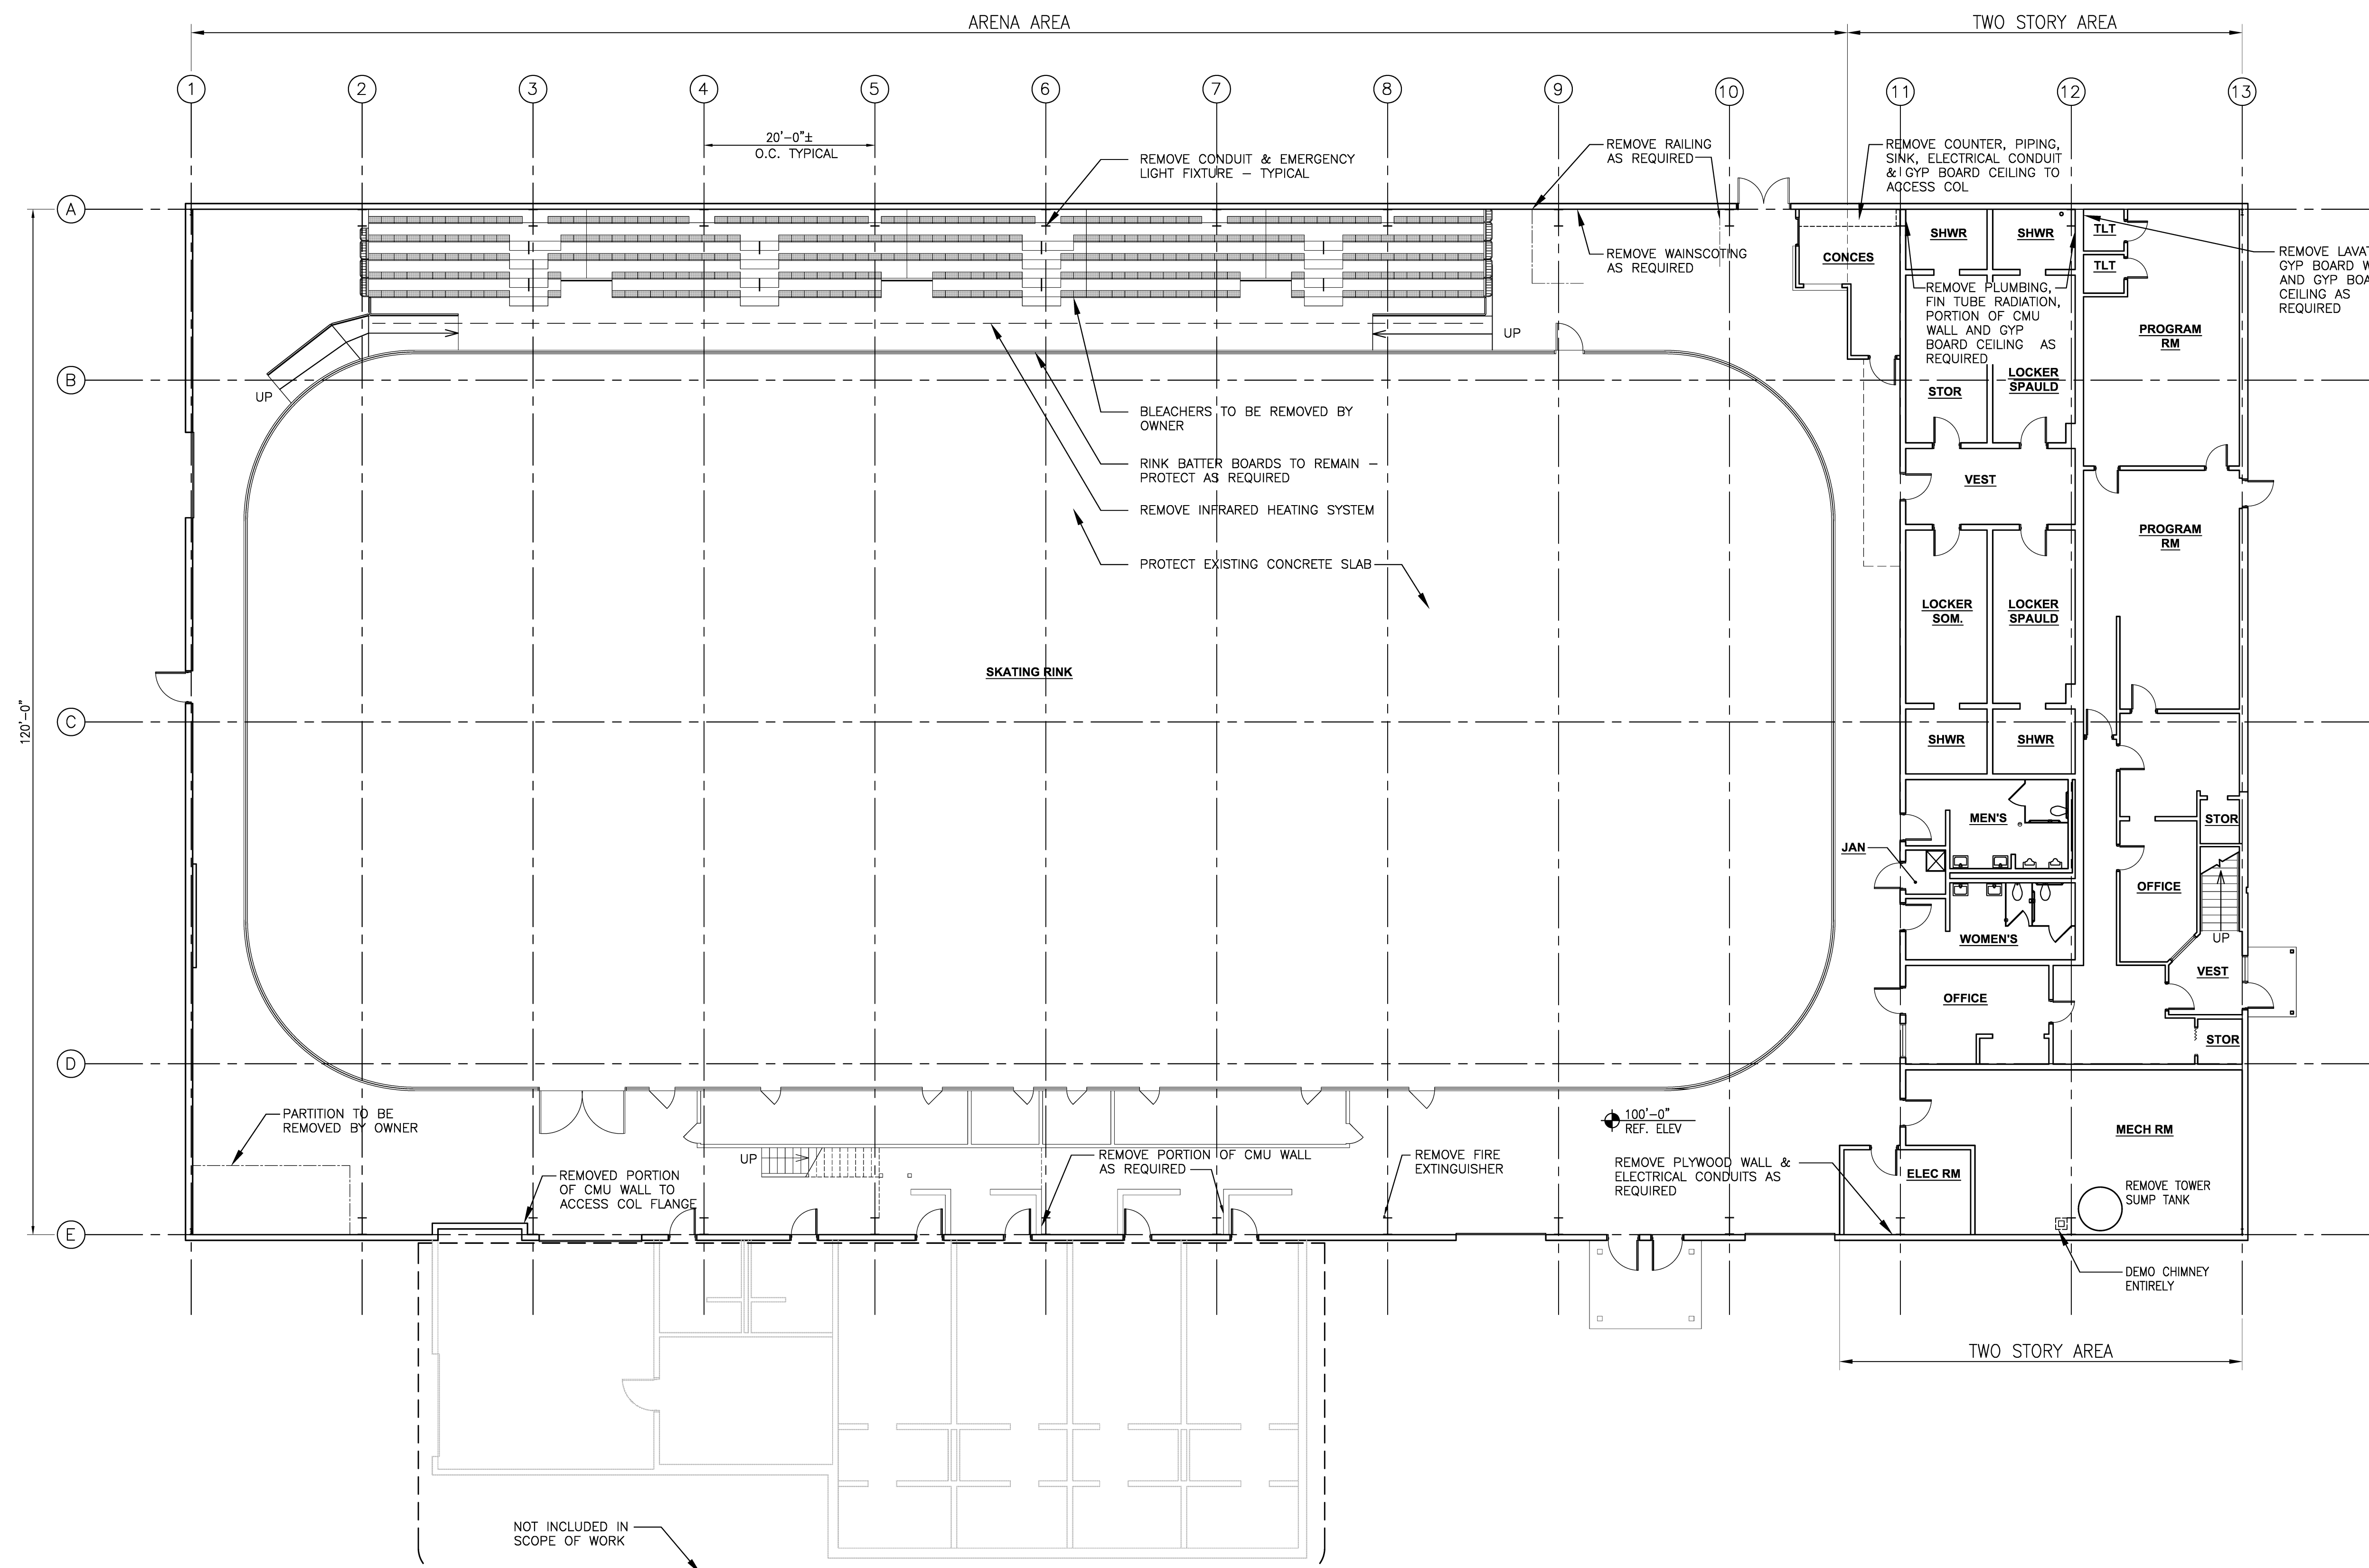 ARENA AREA
TWO STORY AREA
1
2
3
4
5
6
7
8
9
10
11
12
13
20'-0"±
O.C. TYPICAL
REMOVE CONDUIT & EMERGENCY
LIGHT FIXTURE – TYPICAL
REMOVE RAILING
AS REQUIRED
REMOVE COUNTER, PIPING,
SINK, ELECTRICAL CONDUIT
& GYP BOARD CEILING TO
ACCESS COL
A
REMOVE WAINSCOTING
AS REQUIRED
CONCES
SHWR
SHWR
TLT
TLT
REMOVE LAVAT
GYP BOARD W
AND GYP BOA
CEILING AS
REQUIRED
REMOVE PLUMBING,
FIN TUBE RADIATION,
PORTION OF CMU
WALL AND GYP
BOARD CEILING AS
REQUIRED
PROGRAM
RM
UP
B
UP
LOCKER
SPAULD
STOR
BLEACHERS TO BE REMOVED BY
OWNER
RINK BATTER BOARDS TO REMAIN –
PROTECT AS REQUIRED
REMOVE INFRARED HEATING SYSTEM
PROTECT EXISTING CONCRETE SLAB
VEST
PROGRAM
RM
LOCKER
SOM.
LOCKER
SPAULD
SKATING RINK
120'-0"
C
SHWR
SHWR
MEN'S
STOR
JAN
OFFICE
WOMEN'S
UP
VEST
OFFICE
STOR
D
PARTITION TO BE
REMOVED BY OWNER
100'-0"
REF. ELEV
MECH RM
UP
REMOVED PORTION
OF CMU WALL TO
ACCESS COL FLANGE
REMOVE PORTION OF CMU WALL
AS REQUIRED
REMOVE FIRE
EXTINGUISHER
REMOVE PLYWOOD WALL &
ELECTRICAL CONDUITS AS
REQUIRED
ELEC RM
REMOVE TOWER
SUMP TANK
E
DEMO CHIMNEY
ENTIRELY
TWO STORY AREA
NOT INCLUDED IN
SCOPE OF WORK